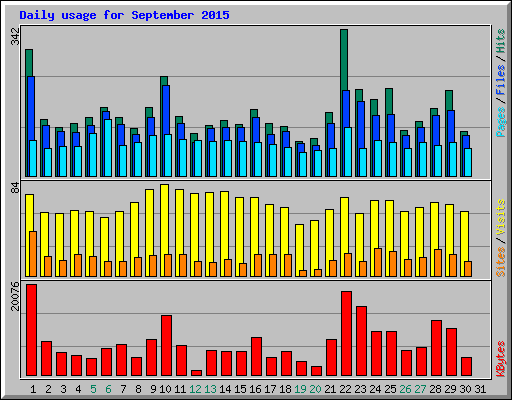 Daily usage for September 2015
342
Pages / Files / Hits
84
Sites / Visits
20076
KBytes
1 2 3 4 5 6 7 8 9 10 11 12 13 14 15 16 17 18 19 20 21 22 23 24 25 26 27 28 29 30 31